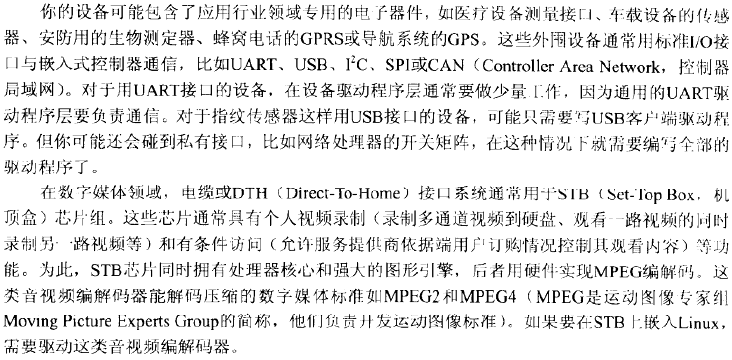 你的设备可能包含了应用行业领域专用的电子器件，如医疗设备测量接口、车载设备的传感
器、安防用的生物测定器、蜂窝电话的GPRS或导航系统的GPS。这些外围设备通常用标准I/O接
口与嵌入式控制器通信，比如UART、USB、I²C、SPI或CAN（Controller Area Network，控制器
局域网）。对于用UART接口的设备，在设备驱动程序层通常要做少量工作，因为通用的UART驱
动程序层要负责通信。对于指纹传感器这样用USB接口的设备，可能只需要写USB客户端驱动程
序。但你可能还会碰到私有接口，比如网络处理器的开关矩阵，在这种情况下就需要编写全部的
驱动程序了。
在数字媒体领域，电缆或DTH（Direct-To-Home）接口系统通常用于STB（Set-Top Box，机
顶盒）芯片组。这些芯片通常具有个人视频录制（录制多通道视频到硬盘、观看一路视频的同时
录制另一路视频等）和有条件访问（允许服务提供商依据端用户订购情况控制其观看内容）等功
能。为此，STB芯片同时拥有处理器核心和强大的图形引擎，后者用硬件实现MPEG编解码。这
类音视频编解码器能解码压缩的数字媒体标准如MPEG2和MPEG4（MPEG是运动图像专家组
Moving Picture Experts Group的简称，他们负责开发运动图像标准）。如果要在STB上嵌入Linux，
需要驱动这类音视频编解码器。